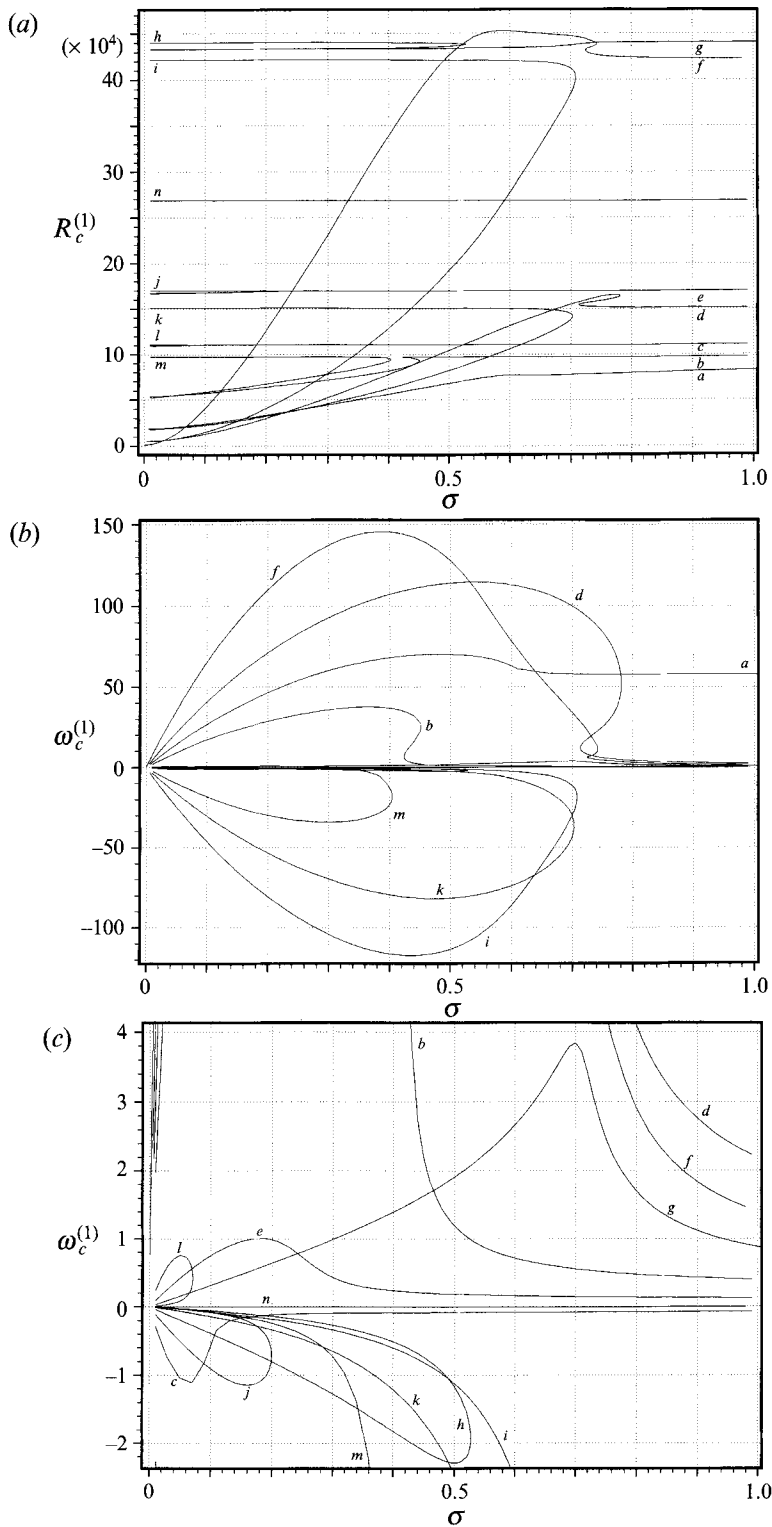 (a)
(× 10⁴)
40
30
R_c^{(1)}
20
10
0
h
i
n
j
k
l
m
g
f
e
d
c
b
a
0
0.5
1.0
σ
(b)
150
100
50
ω_c^{(1)}
0
−50
−100
f
d
a
b
m
k
i
0
0.5
1.0
σ
(c)
4
3
2
ω_c^{(1)}
1
0
−1
−2
b
d
f
g
e
l
n
c
j
k
h
i
m
0
0.5
1.0
σ